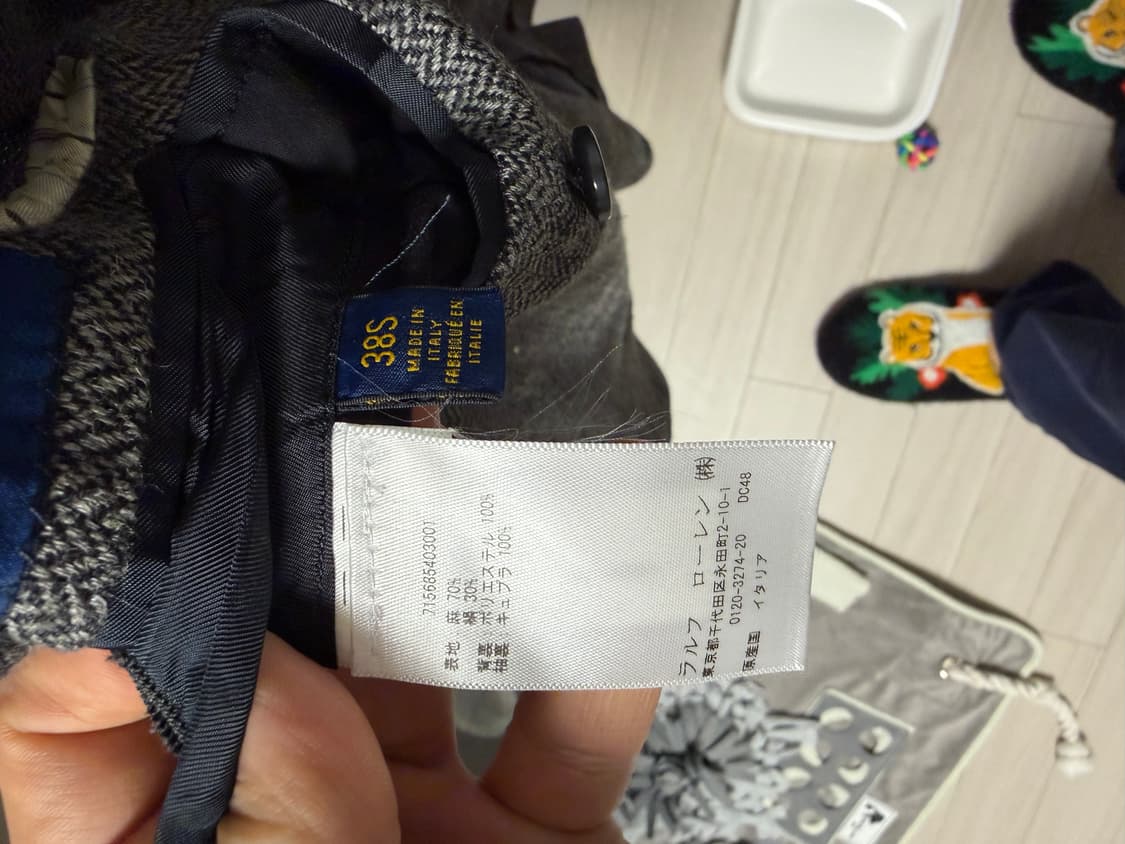 38S
MADE IN
ITALY
FABRIQUÉ EN
ITALIE
715685403001
表地 麻 70%
絹 30%
背裏 ポリエステル 100%
袖裏 キュプラ 100%
ラルフ ローレン (株)
東京都千代田区永田町2-10-1
0120-3274-20
原産国 イタリア DC48